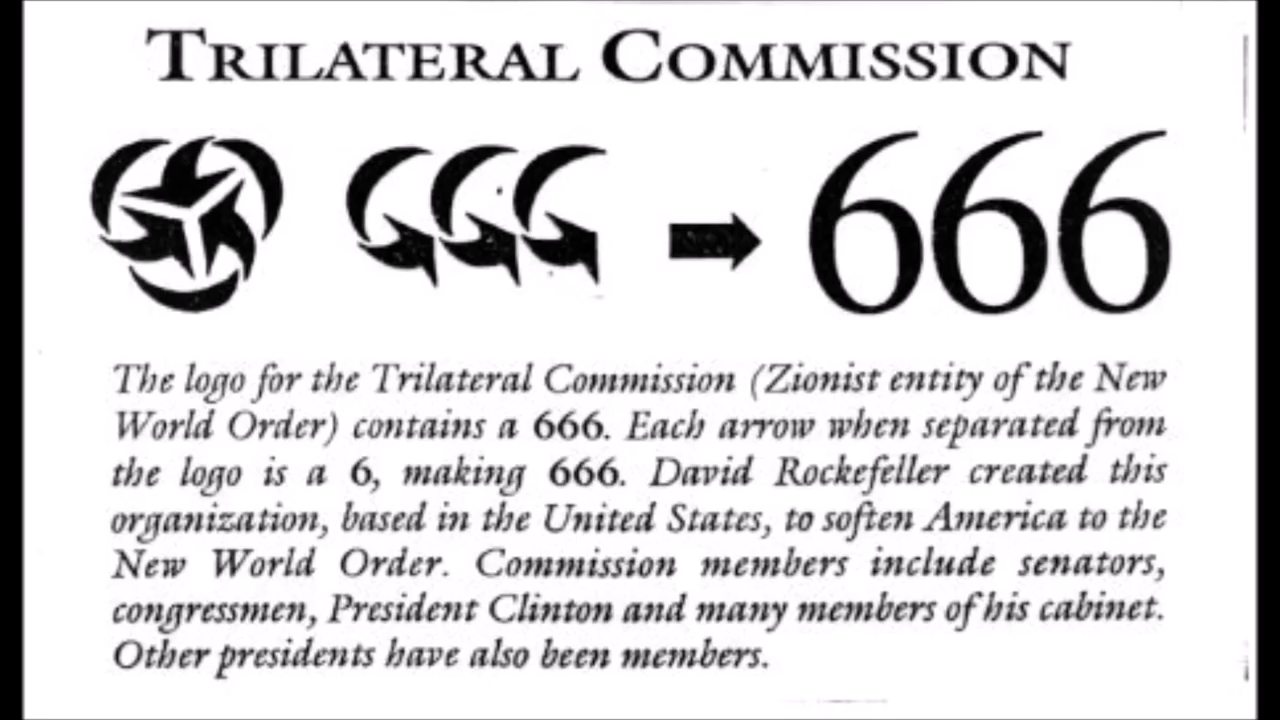 TRILATERAL COMMISSION
666
The logo for the Trilateral Commission (Zionist entity of the New
World Order) contains a 666. Each arrow when separated from
the logo is a 6, making 666. David Rockefeller created this
organization, based in the United States, to soften America to the
New World Order. Commission members include senators,
congressmen, President Clinton and many members of his cabinet.
Other presidents have also been members.